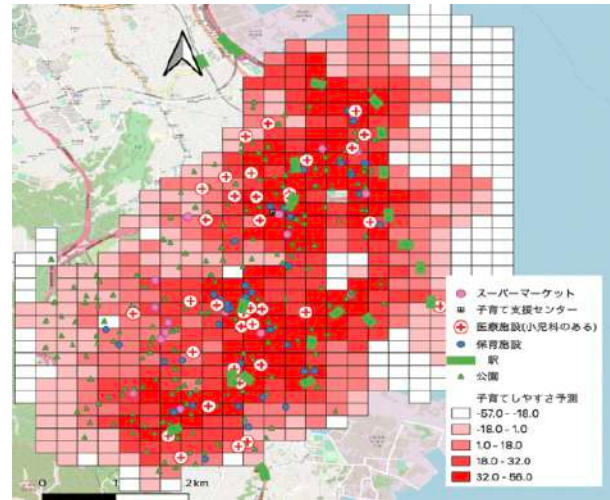 スーパーマーケット
子育て支援センター
医療施設(小児科のある)
保育施設
駅
公園
子育てしやすさ予測
-57.0 - -18.0
-18.0 - 1.0
1.0 - 18.0
18.0 - 32.0
32.0 - 56.0
0 1 2 km